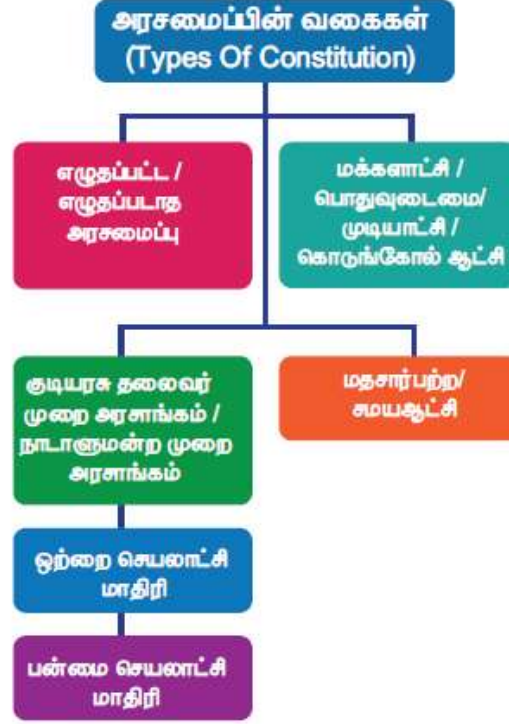 அரசமைப்பின் வகைகள்
(Types Of Constitution)
எழுதப்பட்ட /
எழுதப்படாத
அரசமைப்பு
மக்களாட்சி /
பொதுவுடைமை/
முடியாட்சி /
கொடுங்கோல் ஆட்சி
குடியரசு தலைவர்
முறை அரசாங்கம் /
நாடாளுமன்ற முறை
அரசாங்கம்
மதசார்பற்ற/
சமயஆட்சி
ஒற்றை செயலாட்சி
மாதிரி
பன்மை செயலாட்சி
மாதிரி